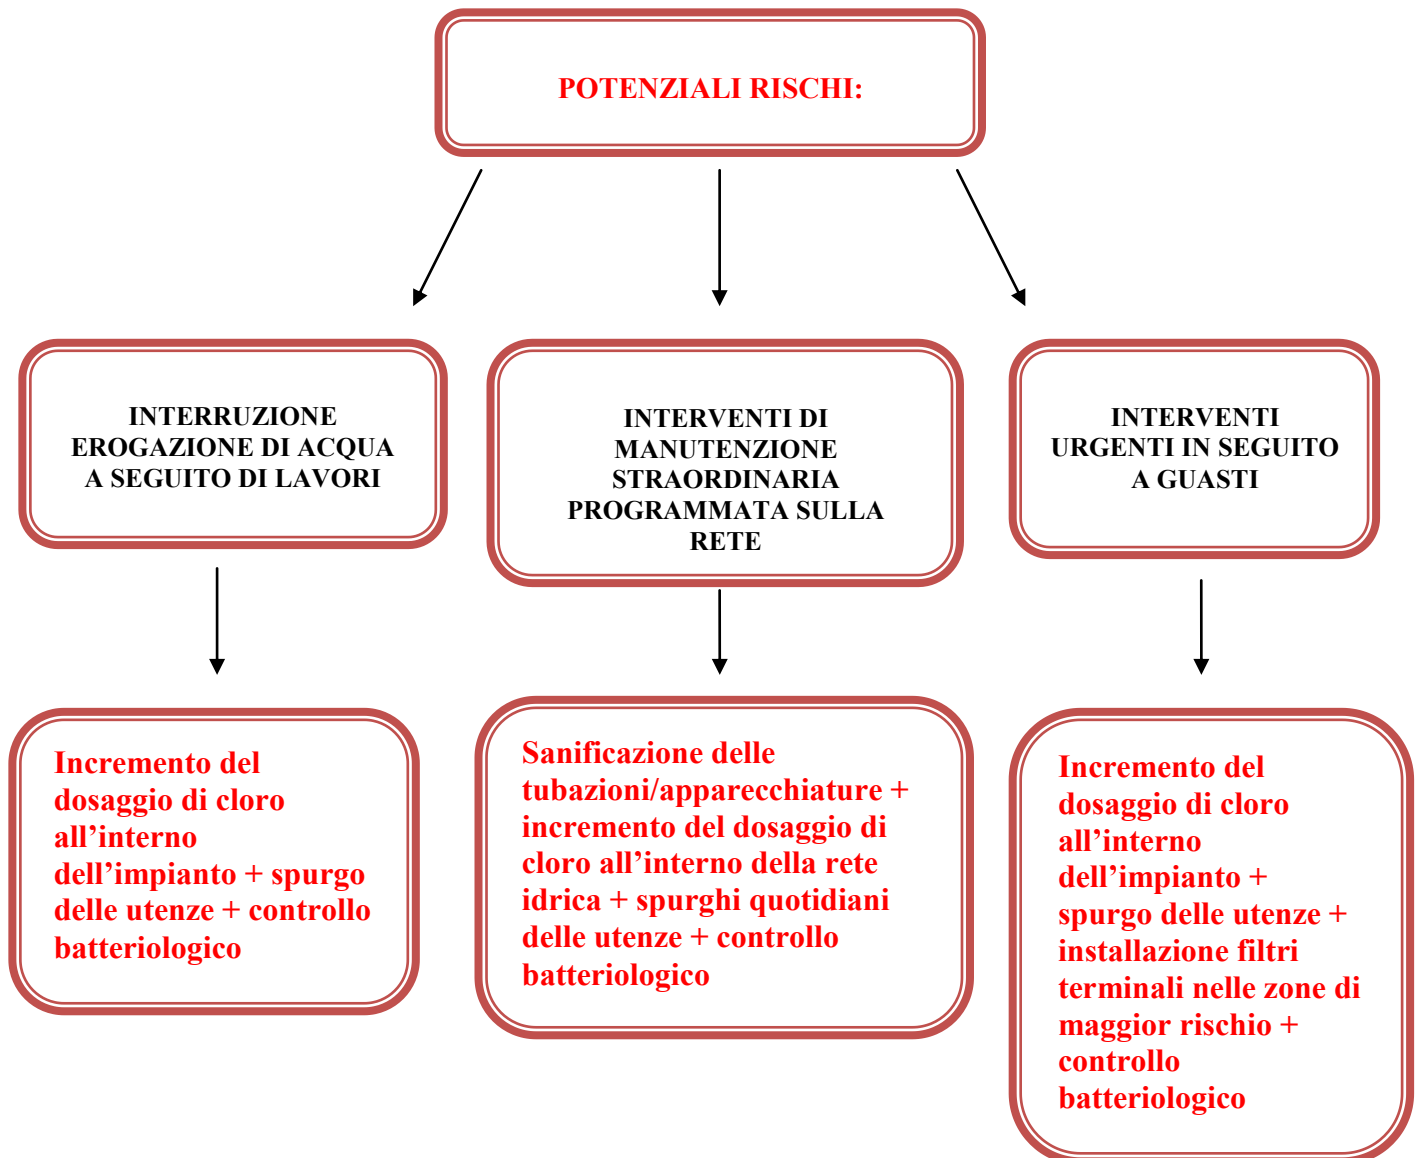 POTENZIALI RISCHI:
INTERRUZIONE
EROGAZIONE DI ACQUA
A SEGUITO DI LAVORI
INTERVENTI DI
MANUTENZIONE
STRAORDINARIA
PROGRAMMATA SULLA
RETE
INTERVENTI
URGENTI IN SEGUITO
A GUASTI
Incremento del
dosaggio di cloro
all’interno
dell’impianto + spurgo
delle utenze + controllo
batteriologico
Sanificazione delle
tubazioni/apparecchiature +
incremento del dosaggio di
cloro all’interno della rete
idrica + spurghi quotidiani
delle utenze + controllo
batteriologico
Incremento del
dosaggio di cloro
all’interno
dell’impianto +
spurgo delle utenze +
installazione filtri
terminali nelle zone di
maggior rischio +
controllo
batteriologico